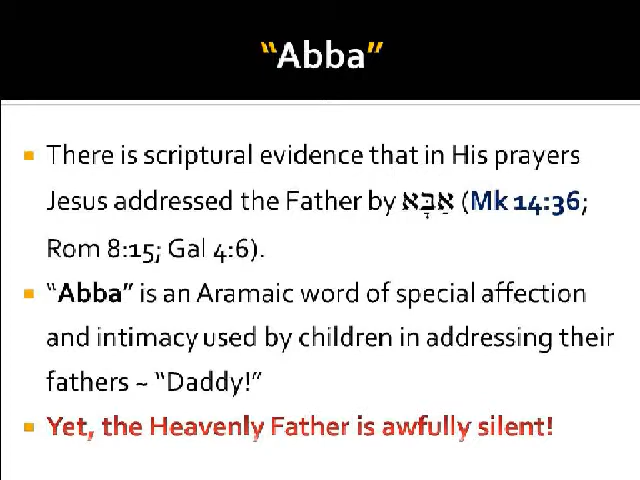 “Abba”
There is scriptural evidence that in His prayers
Jesus addressed the Father by אַבָּא (Mk 14:36;
Rom 8:15; Gal 4:6).
“Abba” is an Aramaic word of special affection
and intimacy used by children in addressing their
fathers ~ “Daddy!”
Yet, the Heavenly Father is awfully silent!